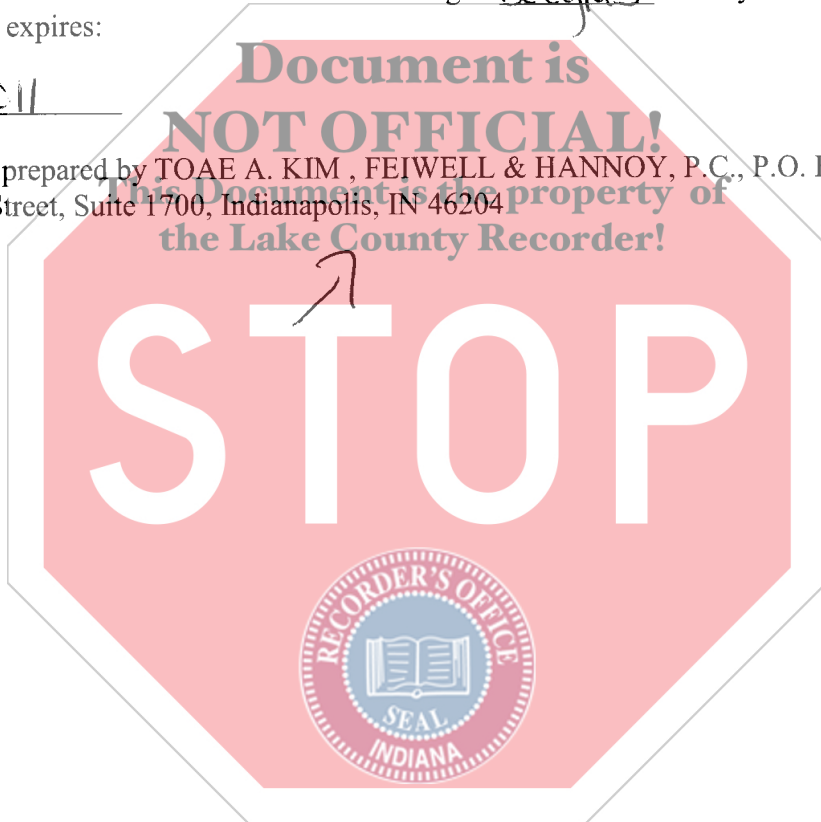 expires:
Document is
NOT OFFICIAL!
prepared by TOAE A. KIM , FEIWELL & HANNOY, P.C., P.O.
This Document is the property of
Street, Suite 1700, Indianapolis, IN 46204
the Lake County Recorder!
STOP
RECORDER'S OFFICE
SEAL
INDIANA